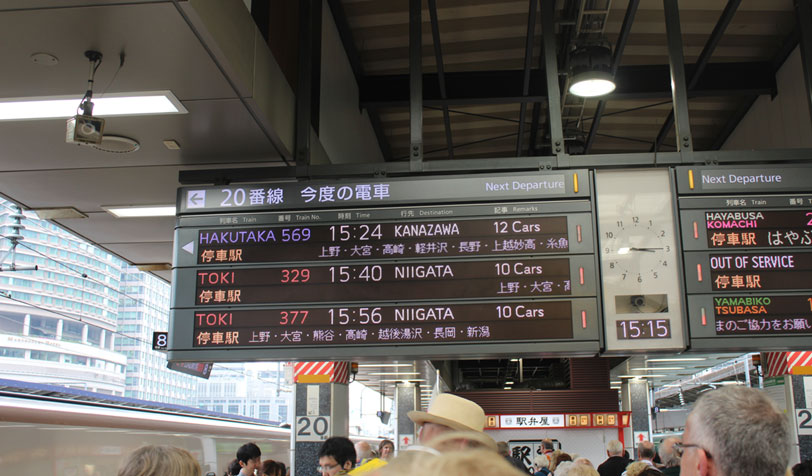 ← 20番線 今度の電車 Next Departure
列車名 Train 番号 Train No. 時刻 Time 行先 Destination 記事 Remarks
HAKUTAKA 569 15:24 KANAZAWA 12 Cars
停車駅 上野・大宮・高崎・軽井沢・長野・上越妙高・糸魚
TOKI 329 15:40 NIIGATA 10 Cars
停車駅 上野・大宮・高
TOKI 377 15:56 NIIGATA 10 Cars
停車駅 上野・大宮・熊谷・高崎・越後湯沢・長岡・新潟
15:15
Next Departure
列車名 Train
HAYABUSA
KOMACHI
停車駅 はやぶ
OUT OF SERVICE
停車駅
YAMABIKO
TSUBASA
まのご協力をお願
8
20
駅弁屋
20